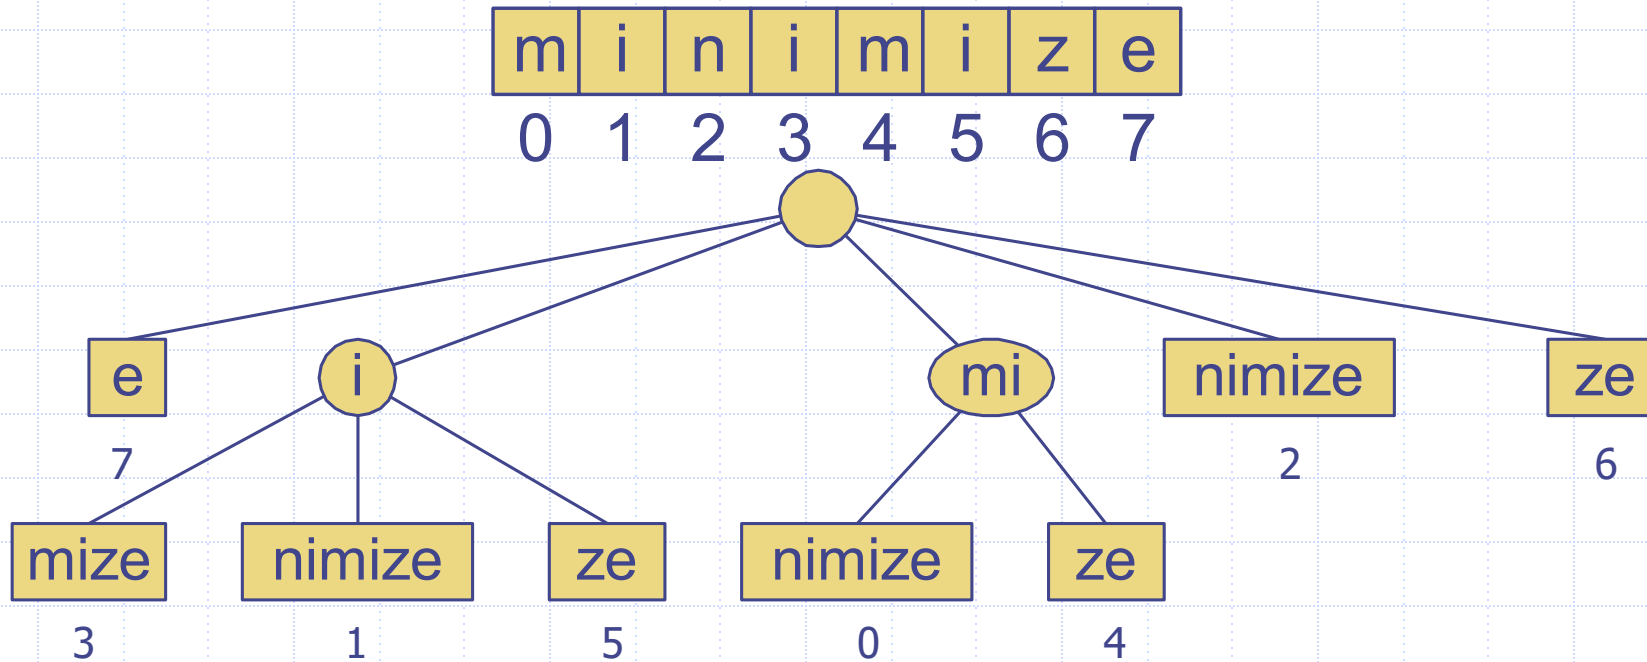 m i n i m i z e
0 1 2 3 4 5 6 7
e i mi nimize ze
7 2 6
mize nimize ze nimize ze
3 1 5 0 4